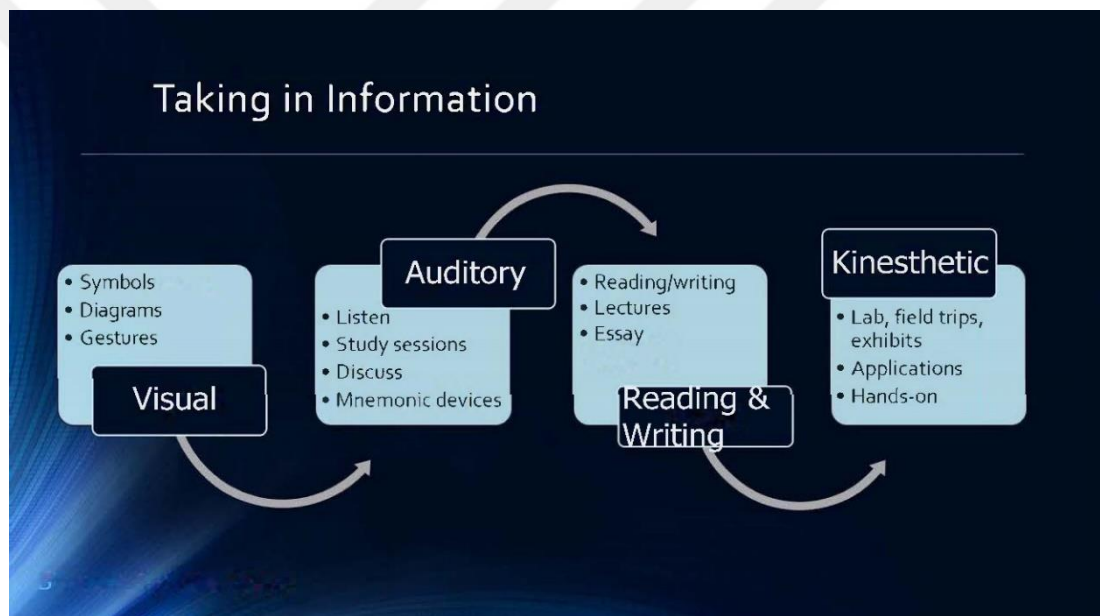 Taking in Information
• Symbols
• Diagrams
• Gestures
Visual
Auditory
• Listen
• Study sessions
• Discuss
• Mnemonic devices
• Reading/writing
• Lectures
• Essay
Reading &
Writing
Kinesthetic
• Lab, field trips,
exhibits
• Applications
• Hands-on